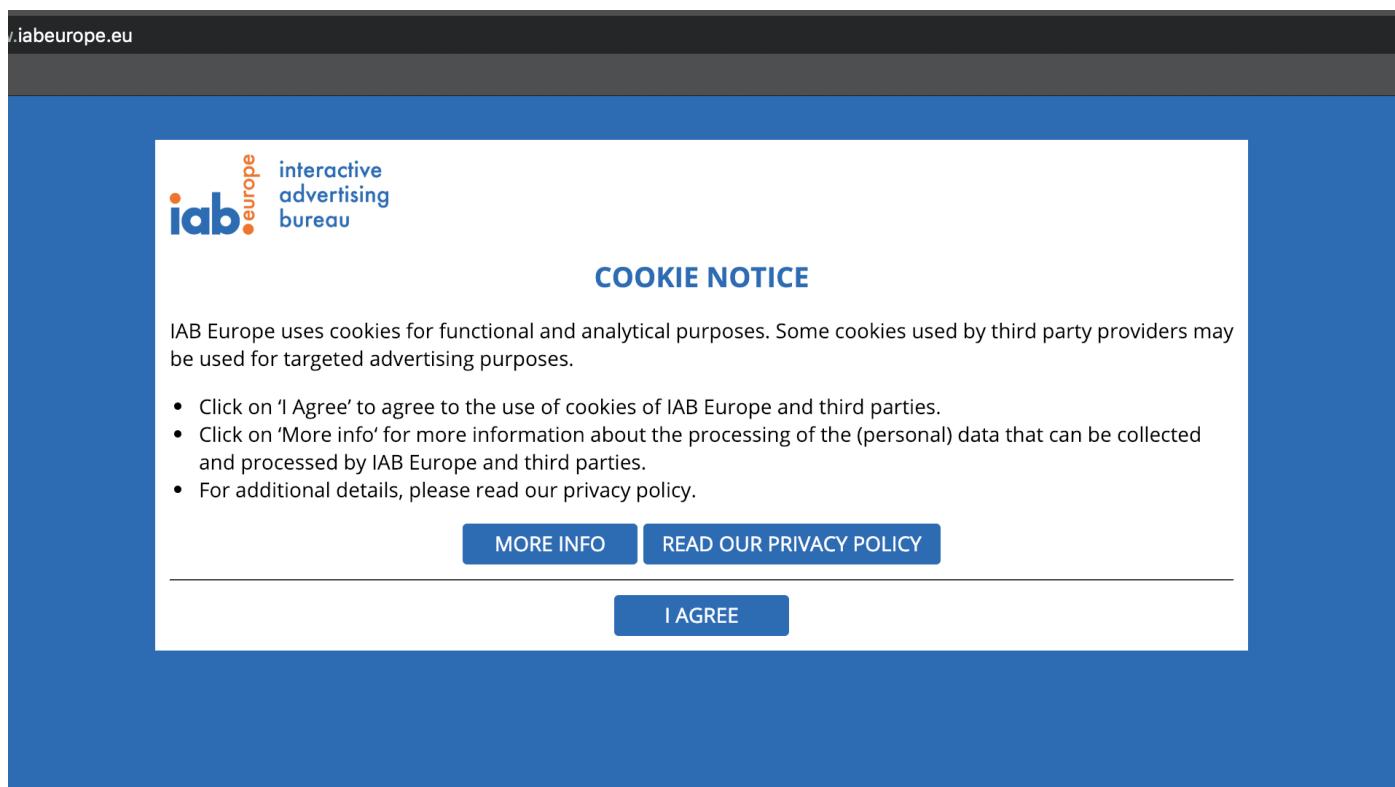 .iabeurope.eu
iab europe
interactive
advertising
bureau
COOKIE NOTICE
IAB Europe uses cookies for functional and analytical purposes. Some cookies used by third party providers may
be used for targeted advertising purposes.
• Click on ‘I Agree’ to agree to the use of cookies of IAB Europe and third parties.
• Click on ‘More info‘ for more information about the processing of the (personal) data that can be collected
and processed by IAB Europe and third parties.
• For additional details, please read our privacy policy.
MORE INFO
READ OUR PRIVACY POLICY
I AGREE